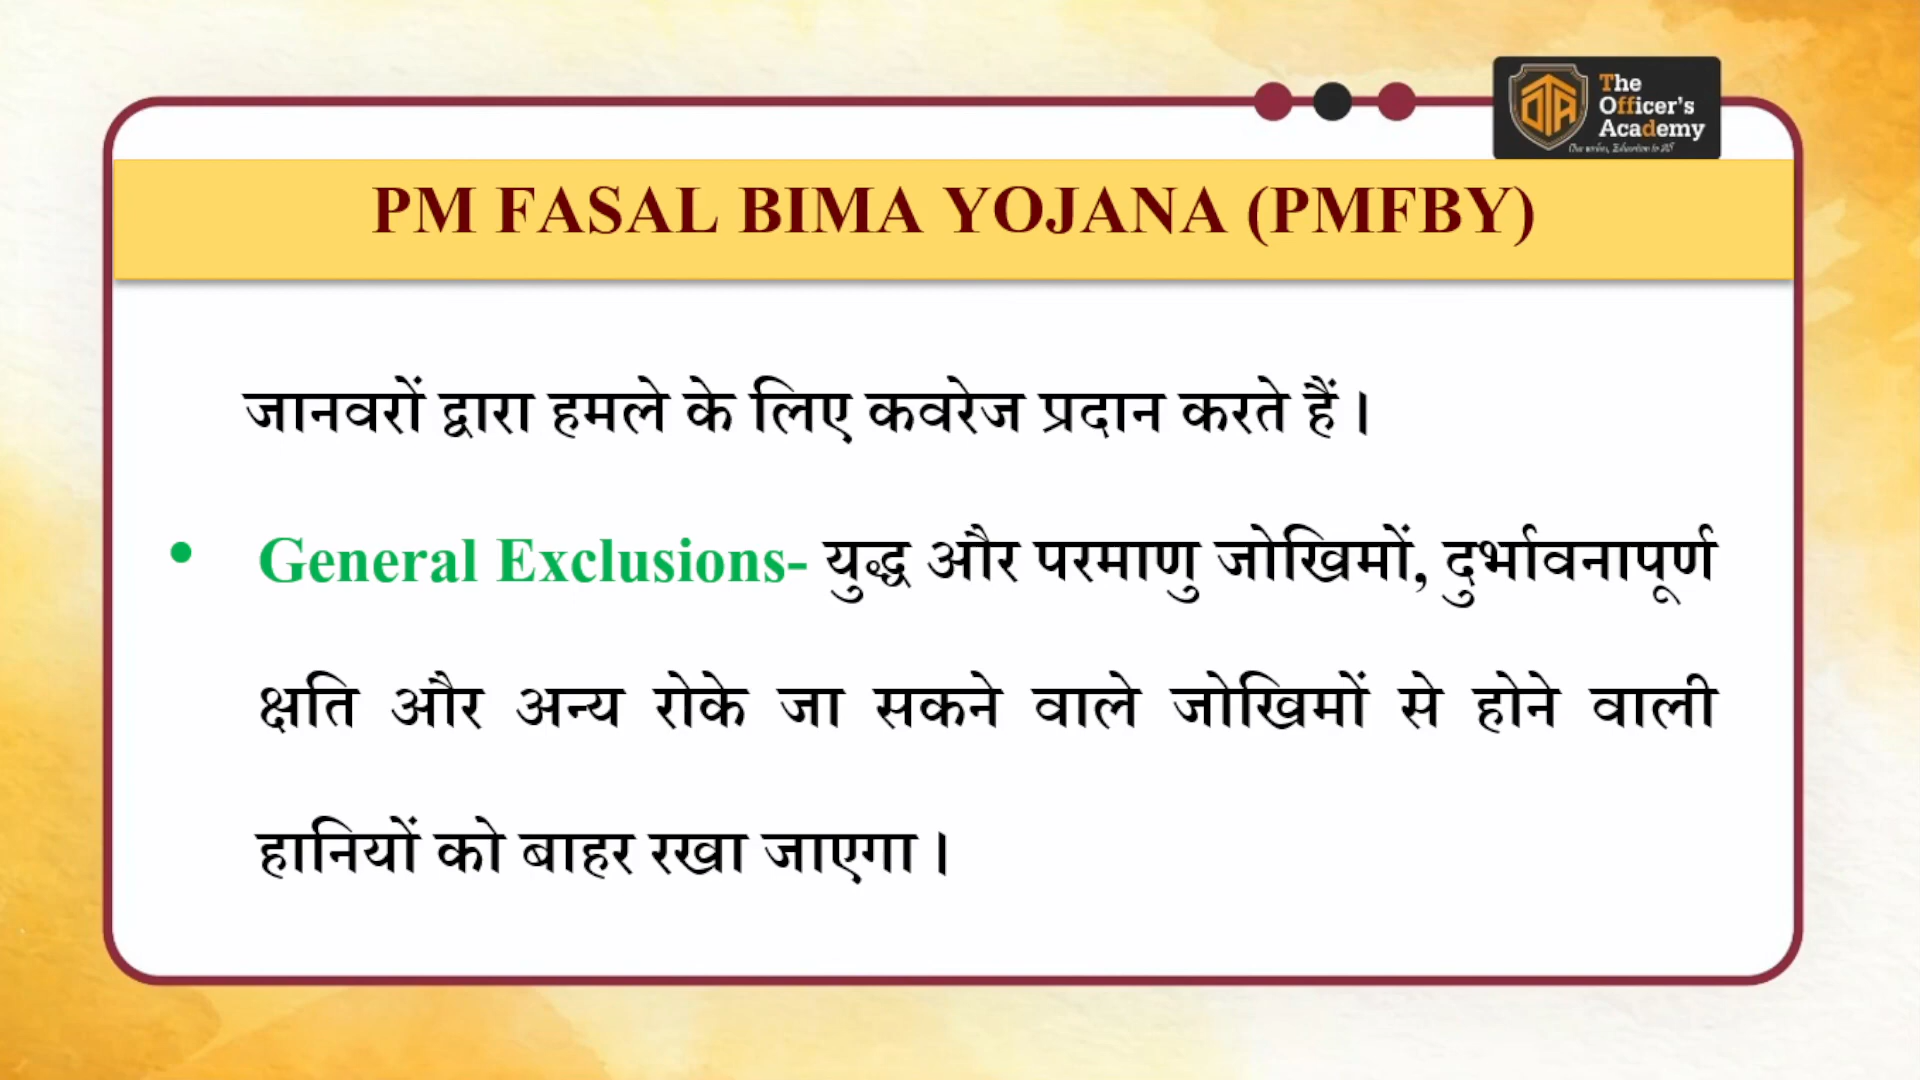 The
Officer's
Academy
PM FASAL BIMA YOJANA (PMFBY)
जानवरों द्वारा हमले के लिए कवरेज प्रदान करते हैं।
• General Exclusions- युद्ध और परमाणु जोखिमों, दुर्भावनापूर्ण
क्षति और अन्य रोके जा सकने वाले जोखिमों से होने वाली
हानियों को बाहर रखा जाएगा।